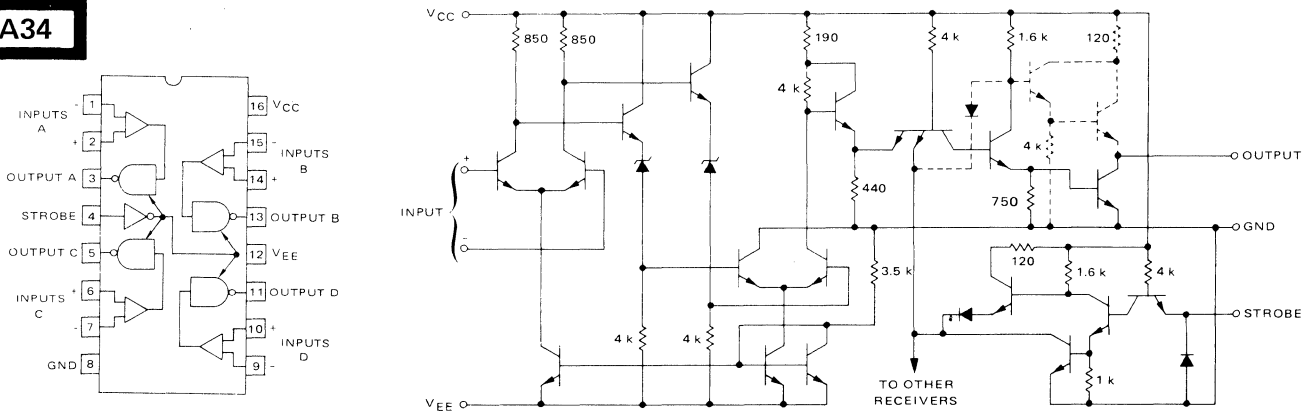 A34
INPUTS A
- 1
+ 2
OUTPUT A 3
STROBE 4
OUTPUT C 5
INPUTS C
+ 6
- 7
GND 8
16 VCC
15 -
INPUTS B
14 +
13 OUTPUT B
12 VEE
11 OUTPUT D
10 +
INPUTS D
9 -
VCC
850
850
190
4 k
1.6 k
120
4 k
4 k
+
INPUT
-
440
750
OUTPUT
GND
3.5 k
120
1.6 k
4 k
STROBE
4 k
4 k
1 k
TO OTHER
RECEIVERS
VEE